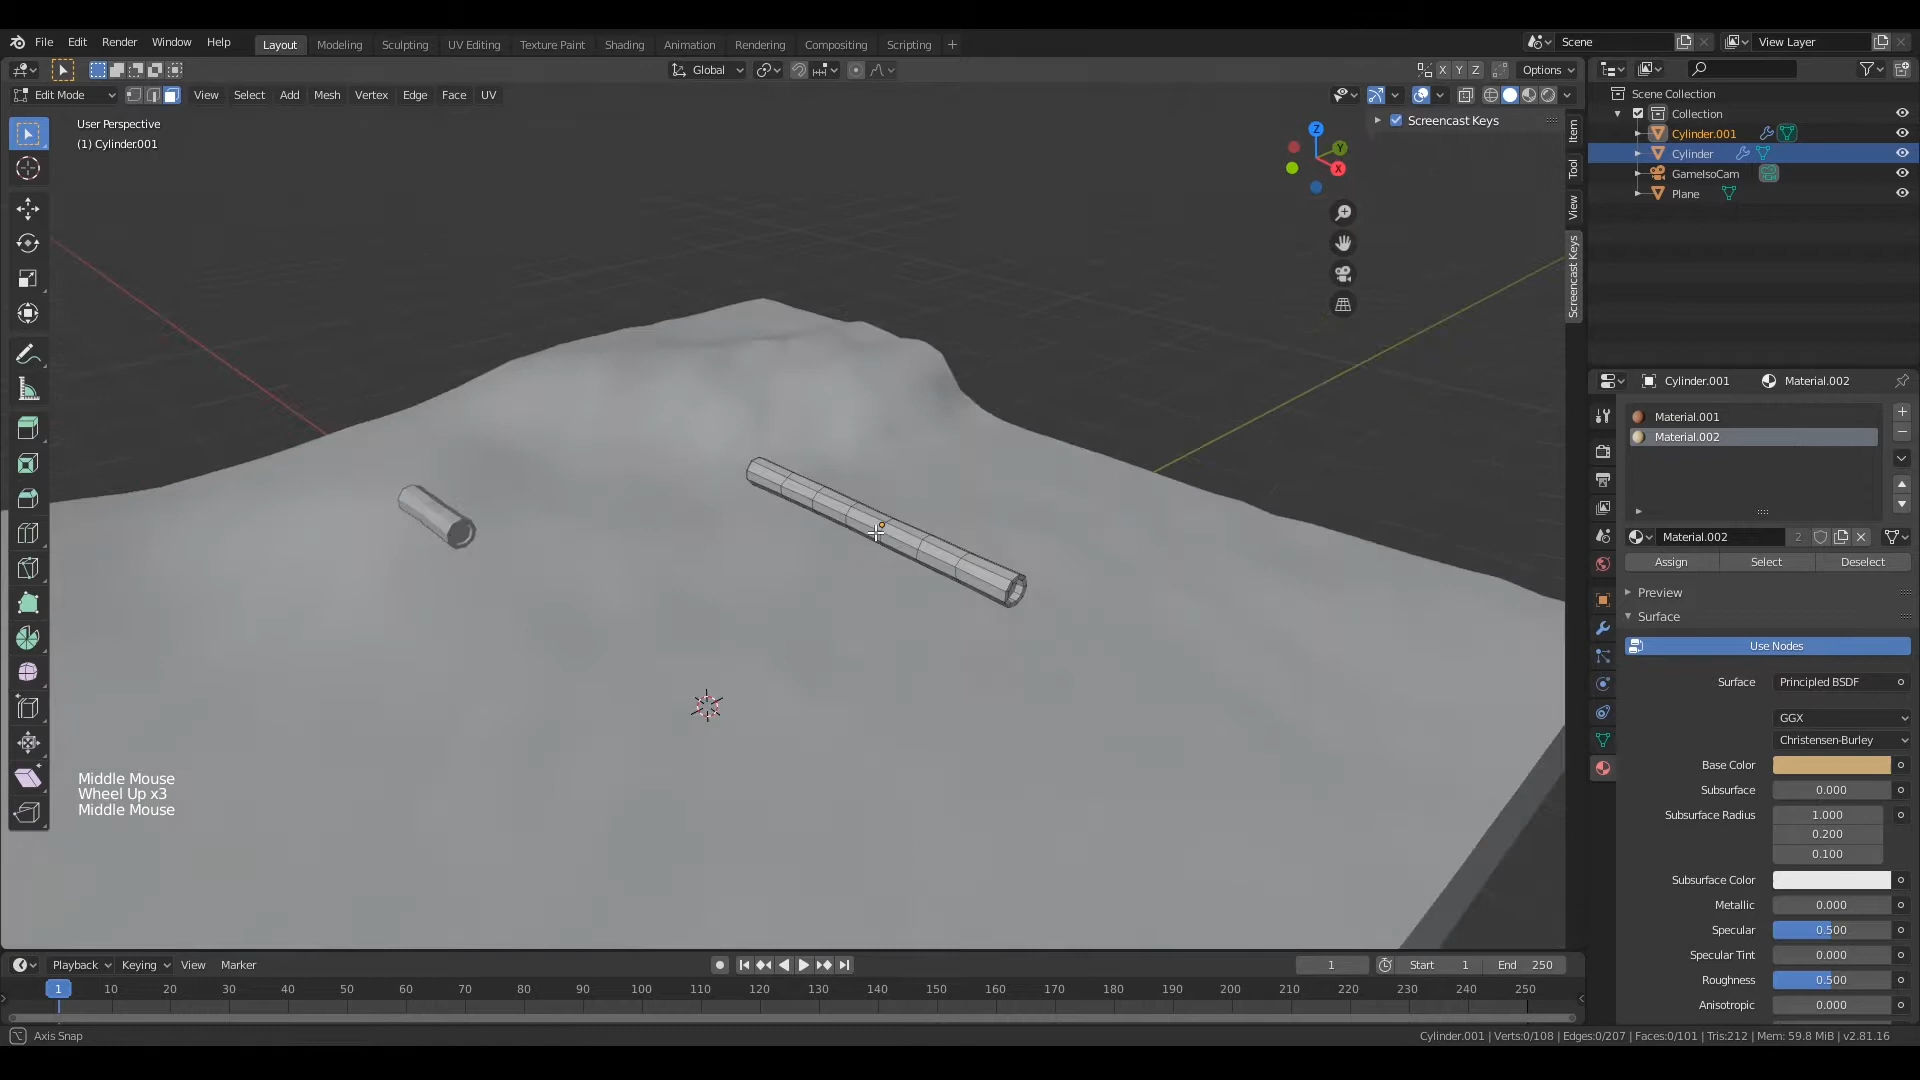 File Edit Render Window Help Layout Modeling Sculpting UV Editing Texture Paint Shading Animation Rendering Compositing Scripting Scene View Layer
Global X Y Z Options
Edit Mode View Select Add Mesh Vertex Edge Face UV
User Perspective
(1) Cylinder.001
Screencast Keys
Item
Tool
View
Screencast Keys
Z
Y
X
Middle Mouse
Wheel Up x3
Middle Mouse
Scene Collection
Collection
Cylinder.001
Cylinder
GameIsoCam
Plane
Cylinder.001 Material.002
Material.001
Material.002
Material.002 2
Assign Select Deselect
Preview
Surface
Use Nodes
Surface Principled BSDF
GGX
Christensen-Burley
Base Color
Subsurface 0.000
Subsurface Radius 1.000
0.200
0.100
Subsurface Color
Metallic 0.000
Specular 0.500
Specular Tint 0.000
Roughness 0.500
Anisotropic 0.000
Playback Keying View Marker 1 Start 1 End 250
1 10 20 30 40 50 60 70 80 90 100 110 120 130 140 150 160 170 180 190 200 210 220 230 240 250
Axis Snap Cylinder.001 | Verts:0/108 | Edges:0/207 | Faces:0/101 | Tris:212 | Mem: 59.8 MiB | v2.81.16